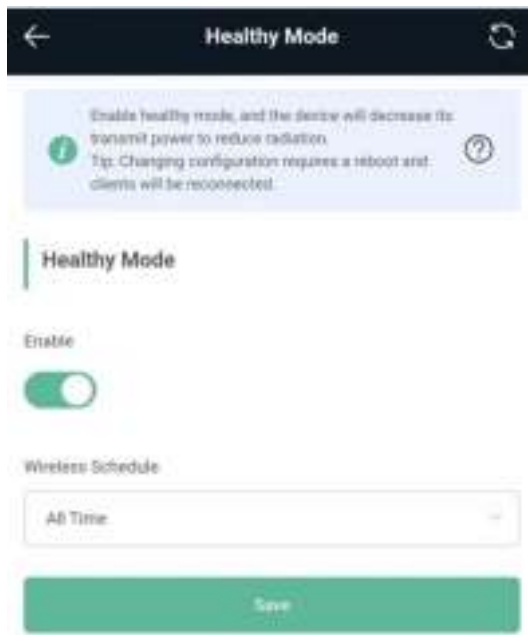 Healthy Mode
Enable healthy mode, and the device will decrease its
transmit power to reduce radiation.
Tip: Changing configuration requires a reboot and
clients will be reconnected.
Healthy Mode
Enable
Wireless Schedule
All Time
Save